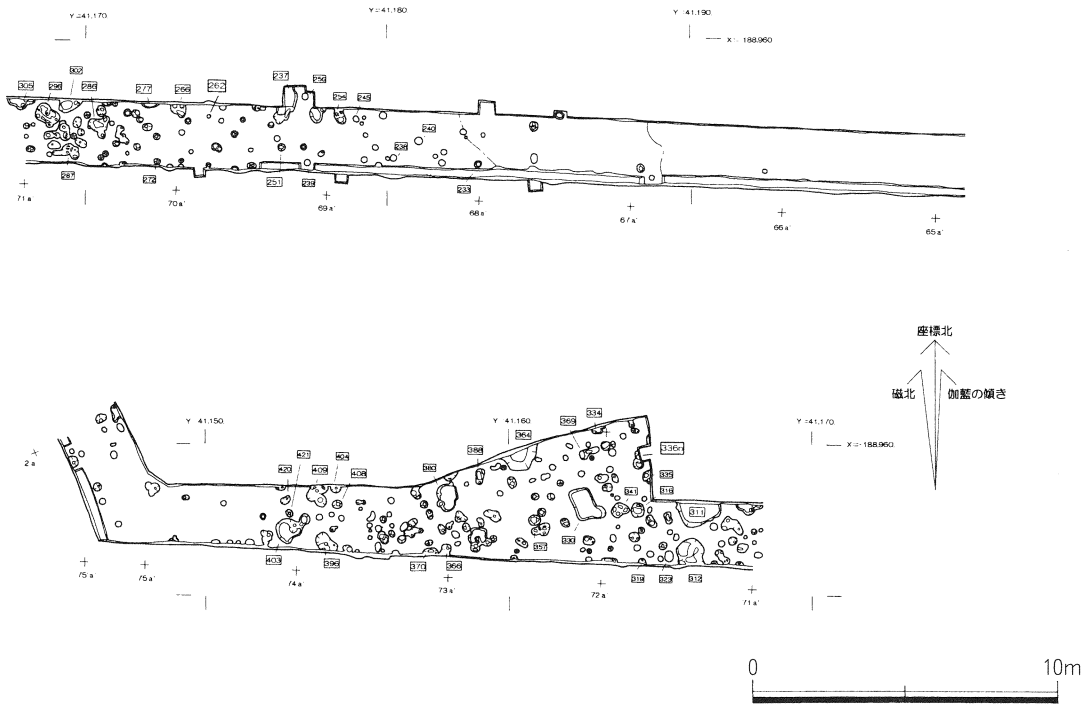 Y=41,170. Y=41,180. Y=41,190.
X=-188,960
305 296 302 286 277 266 262 237 256 254 245
240
238
287 272 251 239 233
71a' 70a' 69a' 68a' 67a' 66a' 65a'
座標北
磁北 伽藍の傾き
Y=41,150. Y=41,160. Y=41,170.
X=-188,960.
2a
420 421 409 404 408 380 388 364 369 334 336n
335
316
341 311
403 396 370 366 357 330 319 323 312
75'a' 75a' 74a' 73a' 72a' 71a'
0 10m